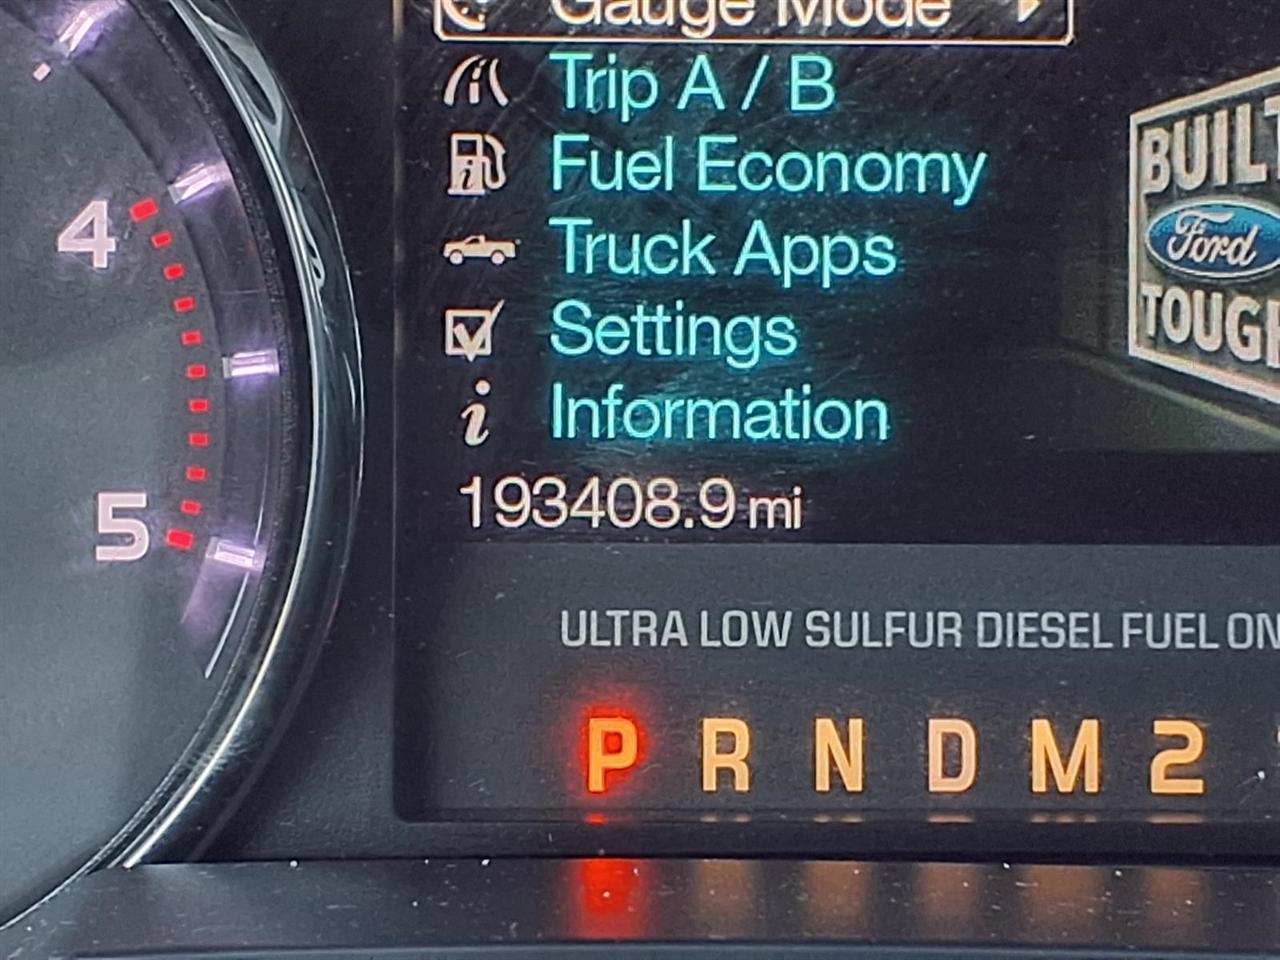 Gauge Mode
Trip A / B
Fuel Economy
Truck Apps
Settings
Information
193408.9 mi
4
5
BUILT
Ford
TOUGH
ULTRA LOW SULFUR DIESEL FUEL ON
P R N D M 2